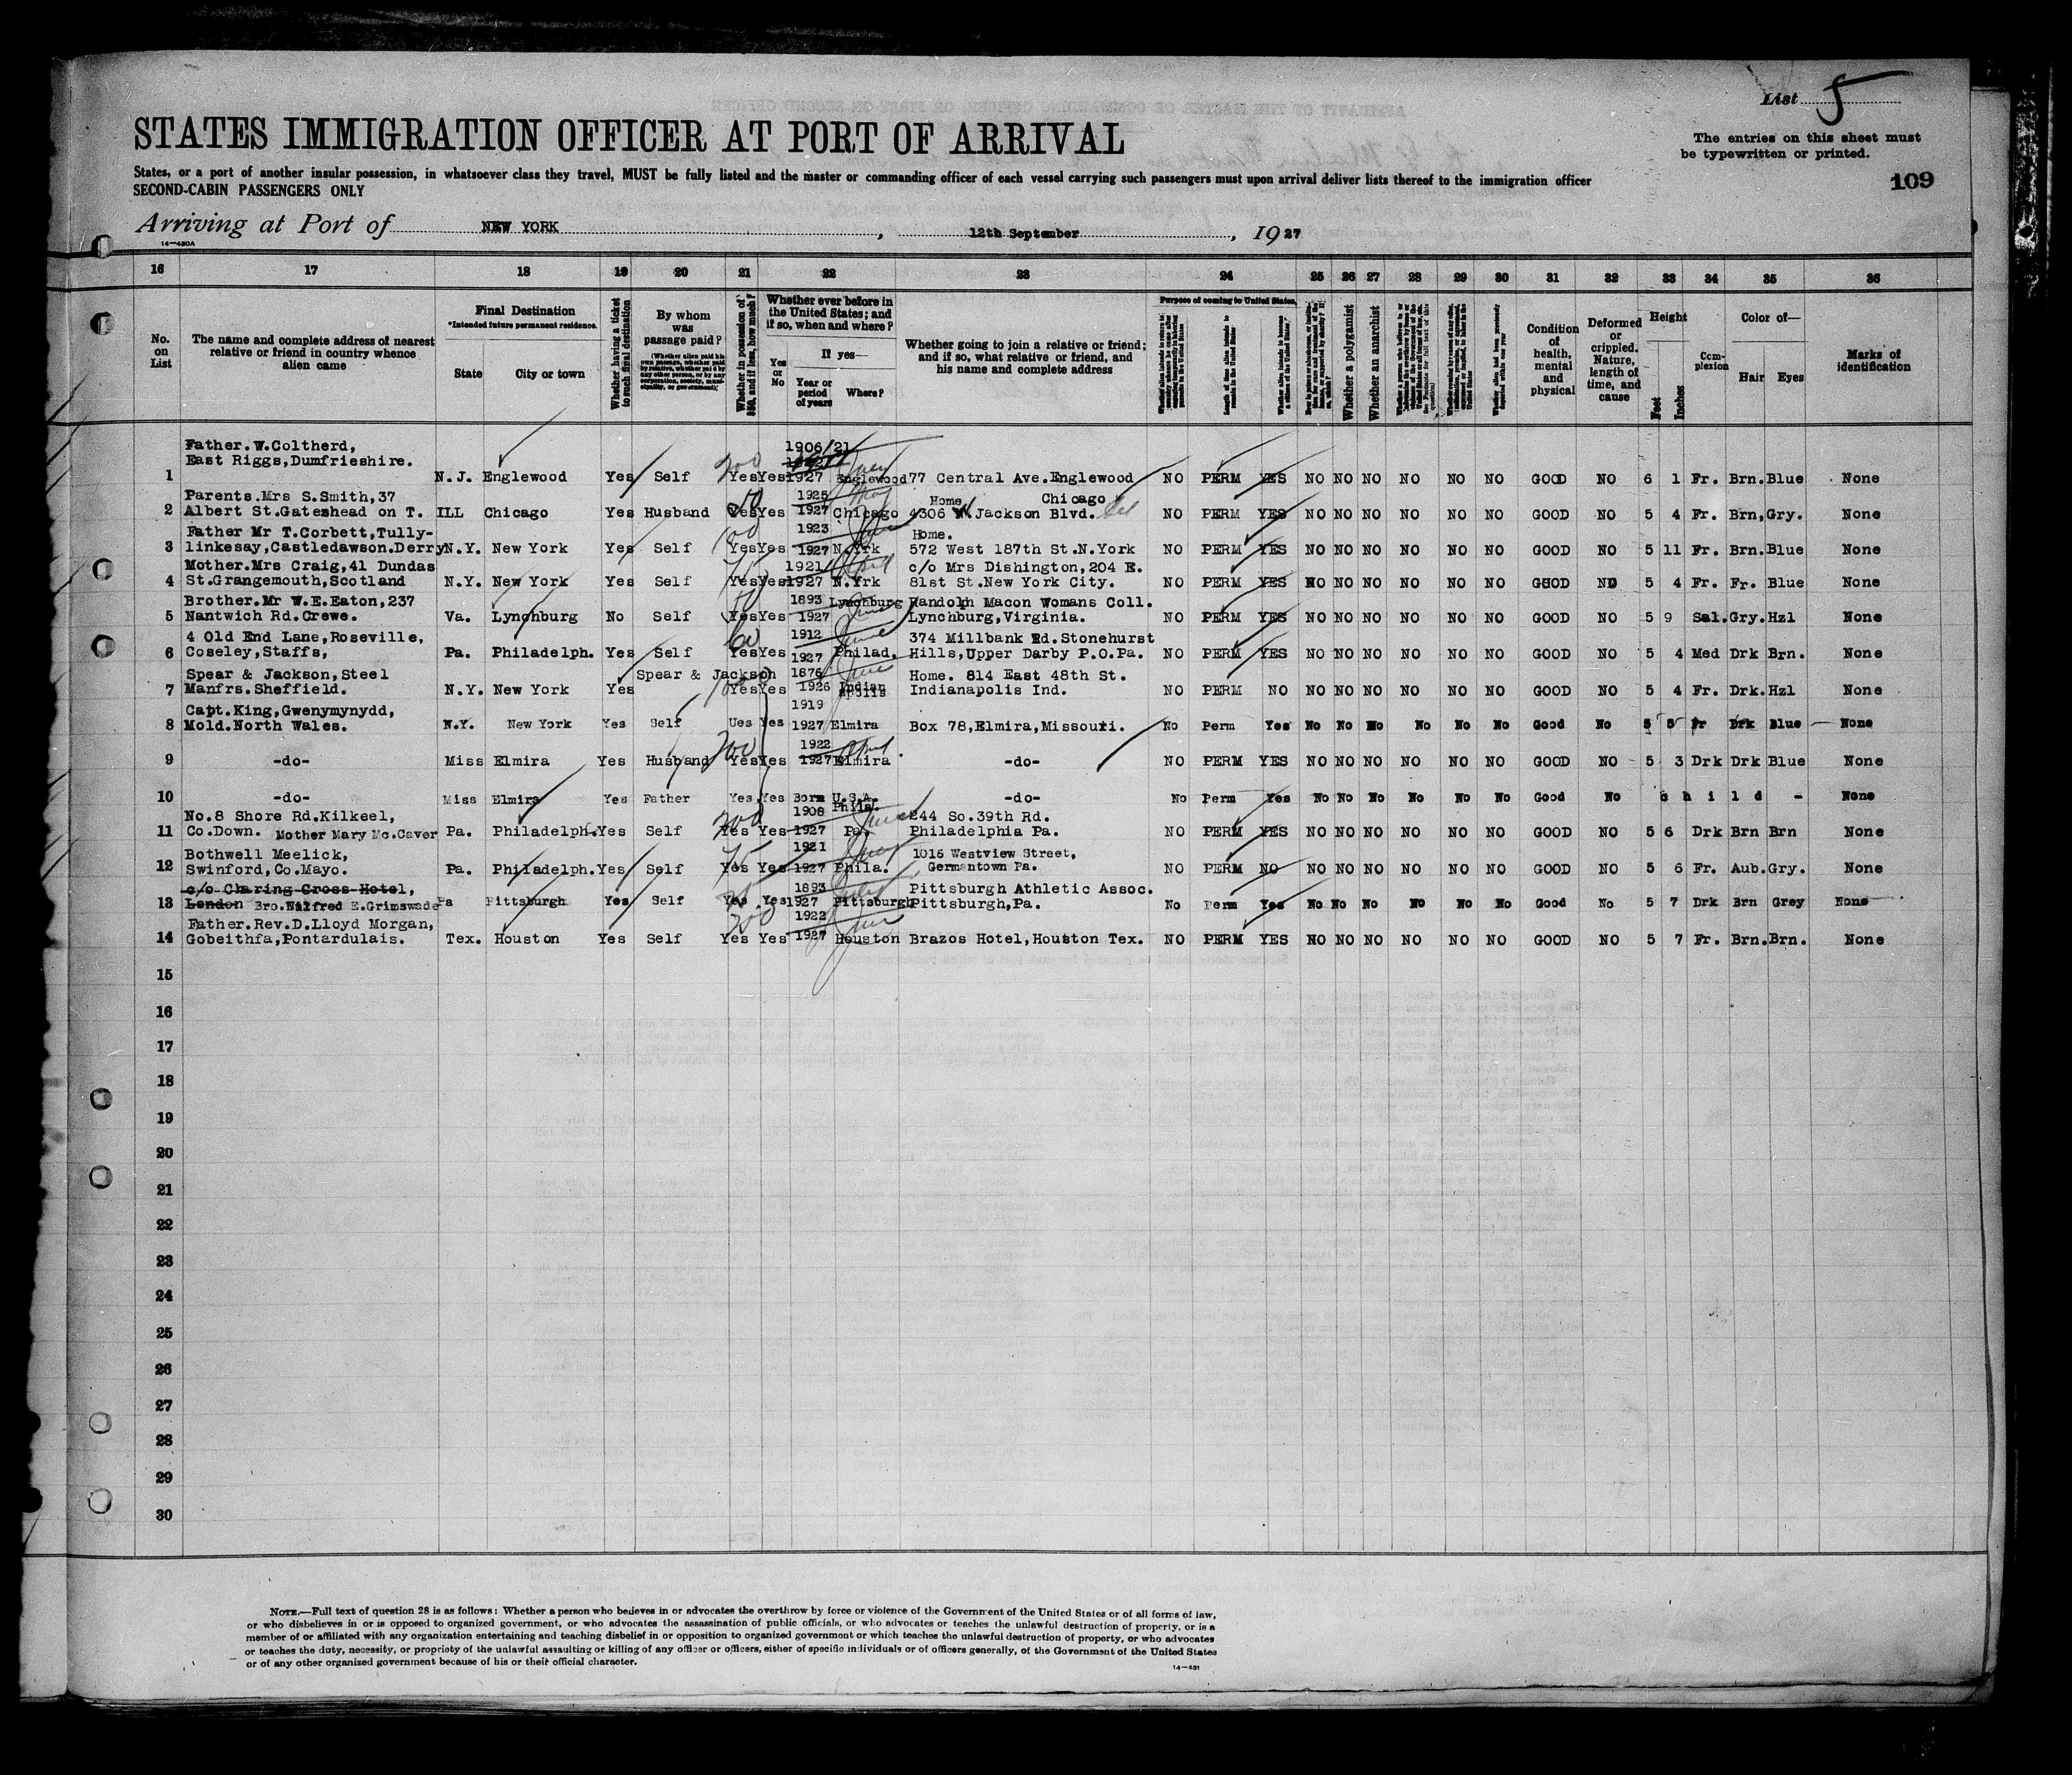 List 5
STATES IMMIGRATION OFFICER AT PORT OF ARRIVAL
The entries on this sheet must
be typewritten or printed.
States, or a port of another insular possession, in whatsoever class they travel, MUST be fully listed and the master or commanding officer of each vessel carrying such passengers must upon arrival deliver lists thereof to the immigration officer
SECOND-CABIN PASSENGERS ONLY
109
Arriving at Port of NEW YORK, 12th September, 1927
14—430A
16 17 18 19 20 21 22 23 24 25 26 27 28 29 30 31 32 33 34 35 36
No. on List
The name and complete address of nearest relative or friend in country whence alien came
Final Destination
*Intended future permanent residence.
State City or town
Whether having a ticket to such final destination
By whom was passage paid?
Whether in possession of $50, and if less, how much?
Whether ever before in the United States; and if so, when and where?
Yes or No
If yes—
Year or period of years
Where?
Whether going to join a relative or friend; and if so, what relative or friend, and his name and complete address
Purpose of coming to United States.
Whether a polygamist
Whether an anarchist
Condition of health, mental and physical
Deformed or crippled. Nature, length of time, and cause
Height
Feet Inches
Com-plexion
Color of—
Hair Eyes
Marks of identification
Father.W.Coltherd,
East Riggs,Dumfrieshire.
1906/21
1 N.J. Englewood Yes Self 200 Yes Yes 1927 Englewood 77 Central Ave.Englewood NO PERM YES NO NO NO NO NO NO GOOD NO 6 1 Fr. Brn. Blue None
Parents.Mrs S.Smith,37 1925 Home Chicago
2 Albert St.Gateshead on T. ILL Chicago Yes Husband Yes Yes 1927 Chicago 4306 W Jackson Blvd. NO PERM YES NO NO NO NO NO NO GOOD NO 5 4 Fr. Brn, Gry. None
Father Mr T.Corbett,Tully- 1923 Home.
3 linkesay,Castledawson.Derry N.Y. New York Yes Self 100 Yes Yes 1927 N.Yrk 572 West 187th St.N.York NO PERM YES NO NO NO NO NO NO GOOD NO 5 11 Fr. Brn. Blue None
Mother.Mrs Craig,41 Dundas 1921 c/o Mrs Dishington,204 E.
4 St.Grangemouth,Scotland N.Y. New York Yes Self Yes Yes 1927 N.Yrk 81st St.New York City. NO PERM YES NO NO NO NO NO NO GOOD NO 5 4 Fr. Fr. Blue None
Brother.Mr W.E.Eaton,237 1893 Lynchburg Randolph Macon Womans Coll.
5 Nantwich Rd.Crewe. Va. Lynchburg No Self Yes Yes 1927 Lynchburg,Virginia. NO PERM YES NO NO NO NO NO NO GOOD NO 5 9 Sal. Gry. Hzl None
4 Old End Lane,Roseville, 1912 374 Millbank Rd.Stonehurst
6 Coseley,Staffs, Pa. Philadelph. Yes Self 60 Yes Yes 1927 Philad. Hills,Upper Darby P.O.Pa. NO PERM YES NO NO NO NO NO NO GOOD NO 5 4 Med Drk Brn. None
Spear & Jackson,Steel Spear & Jackson 1876 Home. 814 East 48th St.
7 Manfrs.Sheffield. N.Y. New York Yes Yes Yes 1926 Indian apolis Indianapolis Ind. NO PERM NO NO NO NO NO NO NO GOOD NO 5 4 Fr. Drk. Hzl None
Capt.King,Gwenymynydd, 1919
8 Mold.North Wales. N.Y. New York Yes Self Ues Yes 1927 Elmira Box 78,Elmira,Missouri. No Perm Yes No No No No No No Good No 5 5 Fr Drk Blue None
1922
9 -do- Miss Elmira Yes Husband 200 Yes Yes 1927 Elmira -do- NO PERM YES NO NO NO NO NO NO GOOD NO 5 3 Drk Drk Blue None
10 -do- Miss Elmira Yes Father Yes Yes Born U.S.A. -do- No Perm Yes No No No No No No Good No c h i l d - None
No.8 Shore Rd.Kilkeel, 1908 Phila. 244 So.39th Rd.
11 Co.Down. Mother Mary Mc.Caver Pa. Philadelph. Yes Self 200 Yes Yes 1927 Pa. Philadelphia Pa. NO PERM YES NO NO NO NO NO NO GOOD NO 5 6 Drk Brn Brn None
Bothwell Meelick, 1921 1015 Westview Street,
12 Swinford,Co.Mayo. Pa. Philadelph. Yes Self 75 Yes Yes 1927 Phila. Germantown Pa. NO PERM NO NO NO NO NO NO NO GOOD NO 5 6 Fr. Aub. Gry. None
c/o Charing Cross Hotel, 1893 Pittsburgh Athletic Assoc.
13 London Bro.Wilfred E.Grimswade Pa Pittsburgh Yes Self Yes Yes 1927 Pittsburgh Pittsburgh,Pa. No Perm Yes No No No No No No Good No 5 7 Drk Brn Grey None
Father.Rev.D.Lloyd Morgan, 1922
14 Gobeithfa,Pontardulais. Tex. Houston Yes Self Yes Yes 1927 Houston Brazos Hotel,Houston Tex. NO PERM YES NO NO NO NO NO NO GOOD NO 5 7 Fr. Brn. Brn. None
15
16
17
18
19
20
21
22
23
24
25
26
27
28
29
30
NOTE.—Full text of question 28 is as follows: Whether a person who believes in or advocates the overthrow by force or violence of the Government of the United States or of all forms of law,
or who disbelieves in or is opposed to organized government, or who advocates the assassination of public officials, or who advocates or teaches the unlawful destruction of property, or is a
member of or affiliated with any organization entertaining and teaching disbelief in or opposition to organized government or which teaches the unlawful destruction of property, or who advocates
or teaches the duty, necessity, or propriety of the unlawful assaulting or killing of any officer or officers, either of specific individuals or of officers generally, of the Government of the United States
or of any other organized government because of his or their official character.
14—431